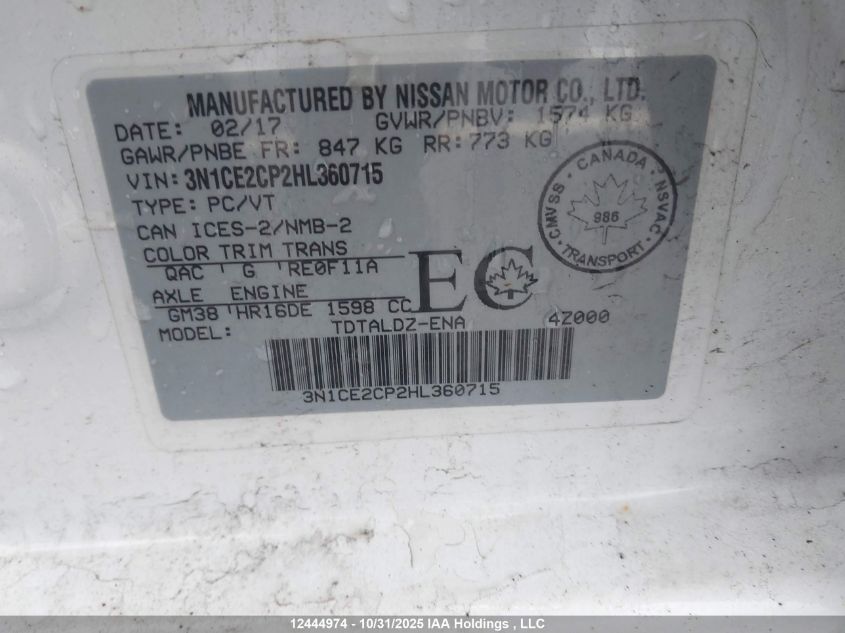 MANUFACTURED BY NISSAN MOTOR CO., LTD.
DATE: 02/17 GVWR/PNBV: 1574 KG
GAWR/PNBE FR: 847 KG RR: 773 KG
VIN: 3N1CE2CP2HL360715
TYPE: PC/VT
CAN ICES-2/NMB-2
COLOR TRIM TRANS
QAC G RE0F11A
AXLE ENGINE
GM38 HR16DE 1598 CC
MODEL: TDTALDZ-ENA 4Z000
EC
CANADA
CMVSS NSVAC
986
TRANSPORT
3N1CE2CP2HL360715
12444974 - 10/31/2025 IAA Holdings, LLC